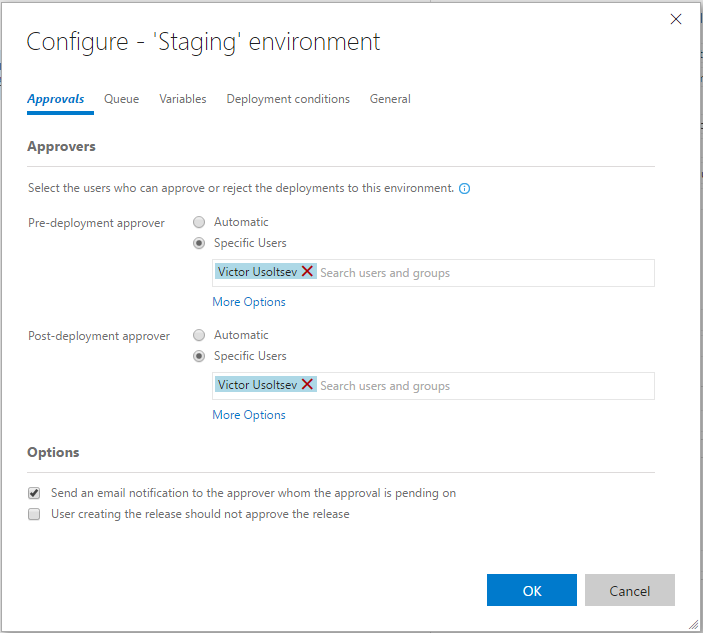 Configure - 'Staging' environment
Approvals Queue Variables Deployment conditions General
Approvers
Select the users who can approve or reject the deployments to this environment.
Pre-deployment approver Automatic
Specific Users
Victor Usoltsev Search users and groups
More Options
Post-deployment approver Automatic
Specific Users
Victor Usoltsev Search users and groups
More Options
Options
Send an email notification to the approver whom the approval is pending on
User creating the release should not approve the release
OK Cancel